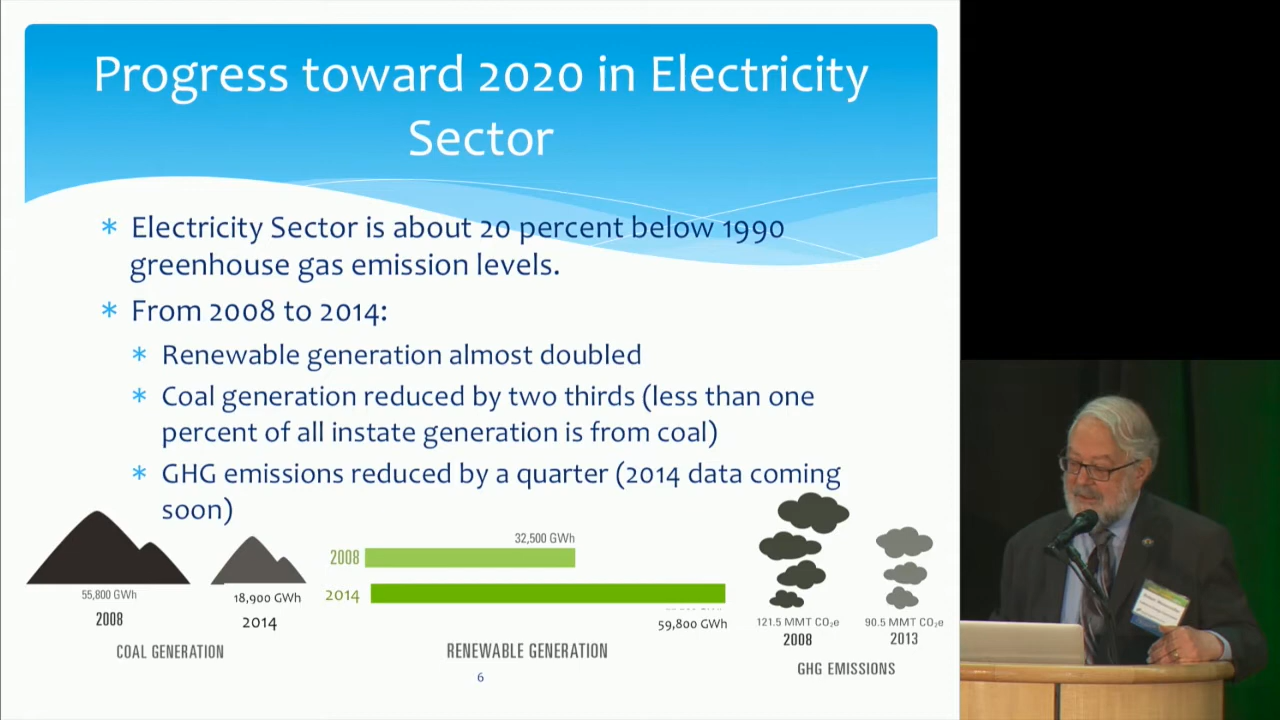 Progress toward 2020 in Electricity
Sector
* Electricity Sector is about 20 percent below 1990
greenhouse gas emission levels.
* From 2008 to 2014:
* Renewable generation almost doubled
* Coal generation reduced by two thirds (less than one
percent of all instate generation is from coal)
* GHG emissions reduced by a quarter (2014 data coming
soon)
55,800 GWh
2008
18,900 GWh
2014
COAL GENERATION
2008
32,500 GWh
2014
59,800 GWh
RENEWABLE GENERATION
121.5 MMT CO₂e
2008
90.5 MMT CO₂e
2013
GHG EMISSIONS
6